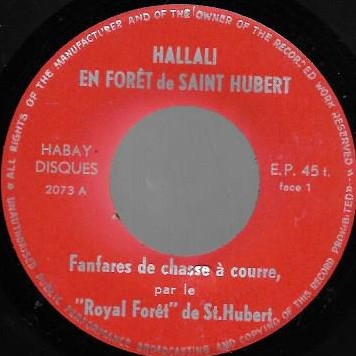 « ALL RIGHTS OF THE MANUFACTURER AND OF THE OWNER OF THE RECORDED WORK RESERVED »
« UNAUTHORISED PUBLIC PERFORMANCE BROADCASTING AND COPYING OF THIS RECORD PROHIBITED »
HALLALI
EN FORÊT de SAINT HUBERT
HABAY-
DISQUES
2073 A
E.P. 45 t.
face 1
Fanfares de chasse à courre,
par le
"Royal Forêt" de St.Hubert.